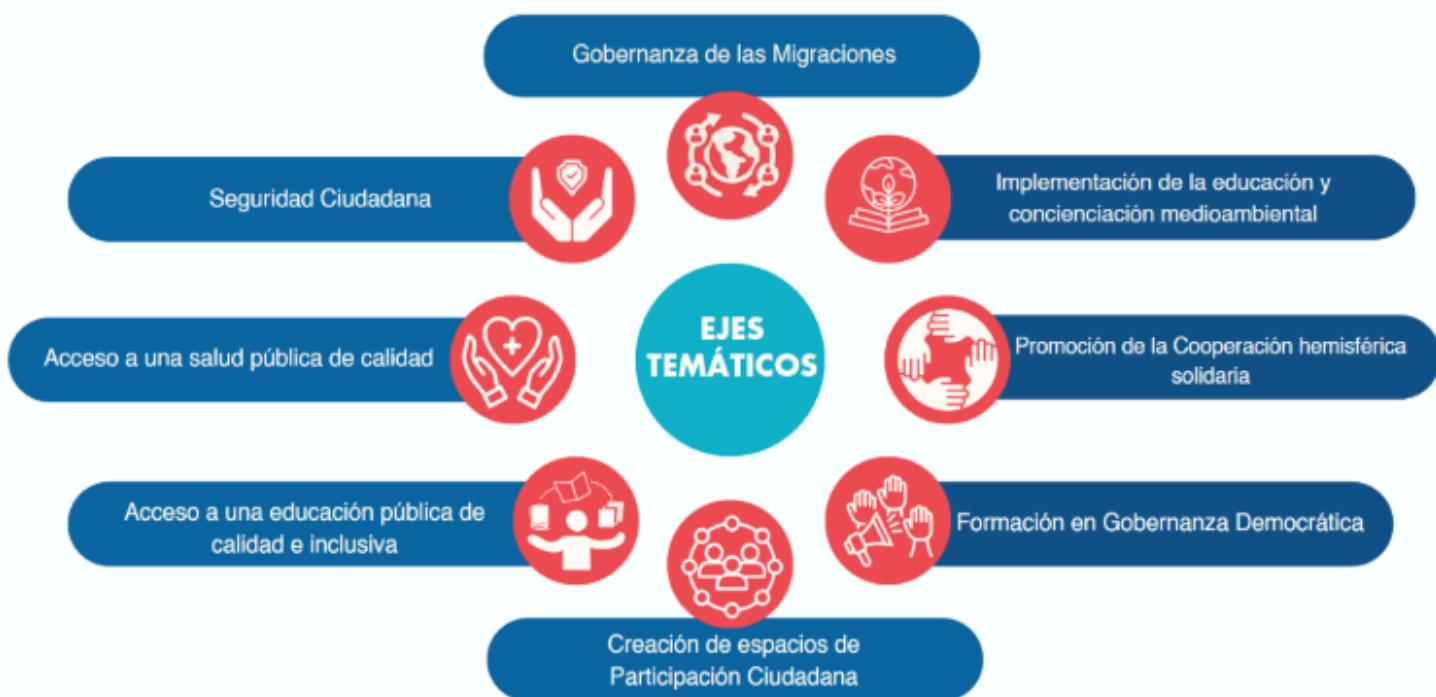 Gobernanza de las Migraciones
Seguridad Ciudadana
Implementación de la educación y
concienciación medioambiental
EJES
TEMÁTICOS
Acceso a una salud pública de calidad
Promoción de la Cooperación hemisférica
solidaria
Acceso a una educación pública de
calidad e inclusiva
Formación en Gobernanza Democrática
Creación de espacios de
Participación Ciudadana